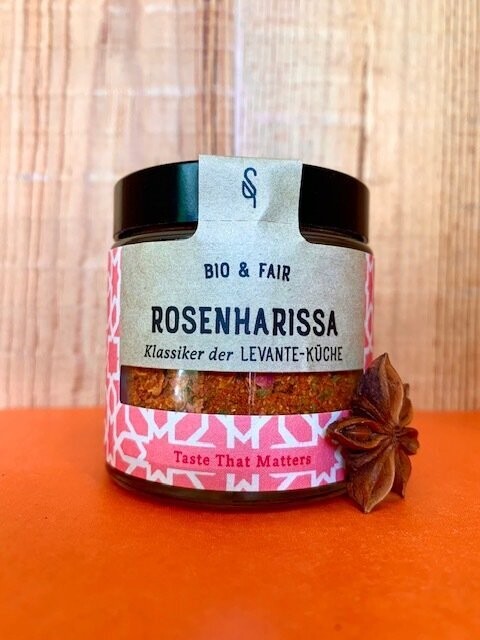 BIO & FAIR
ROSENHARISSA
Klassiker der LEVANTE-KÜCHE
Taste That Matters